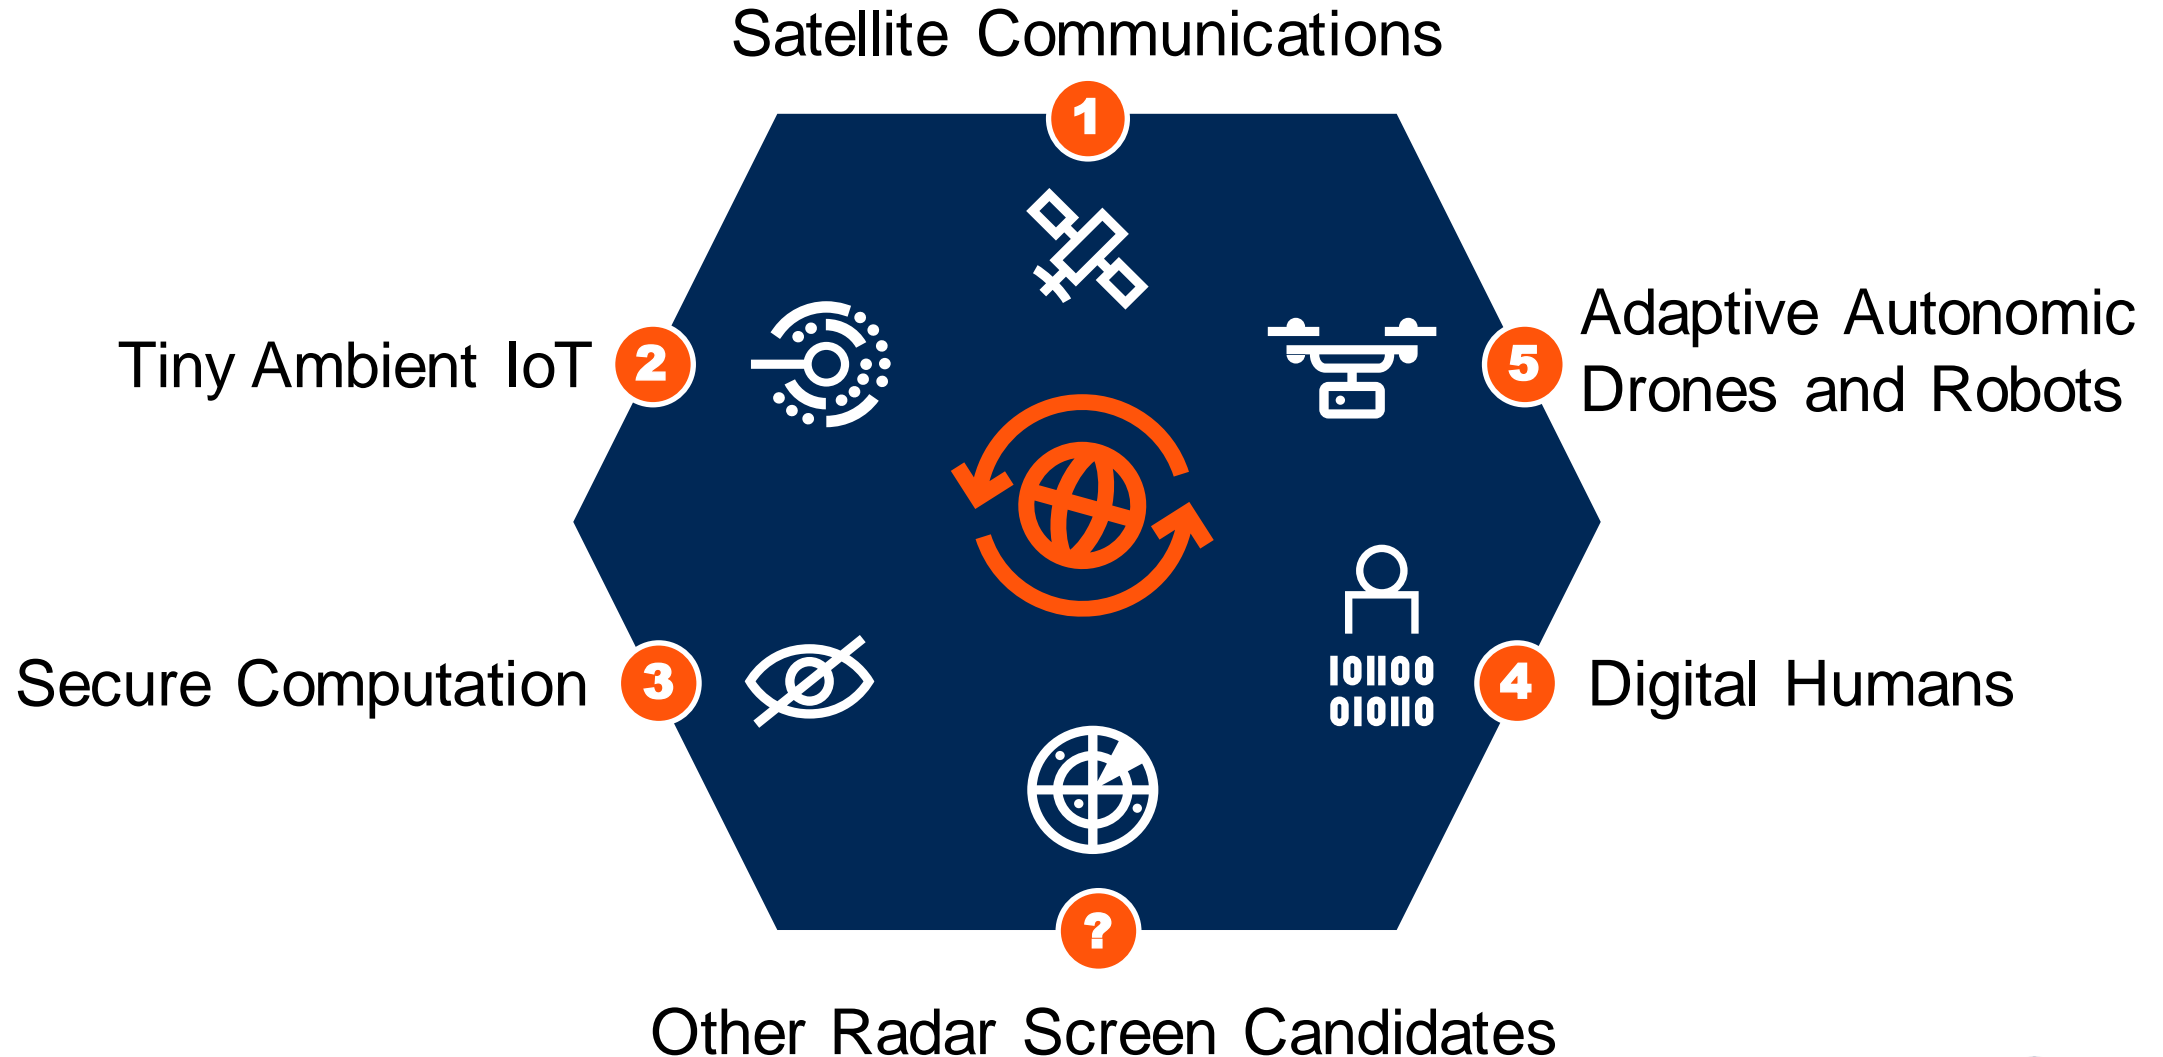 Satellite Communications
1
Tiny Ambient IoT
2
5
Adaptive Autonomic
Drones and Robots
Secure Computation
3
101100
010110
4
Digital Humans
?
Other Radar Screen Candidates